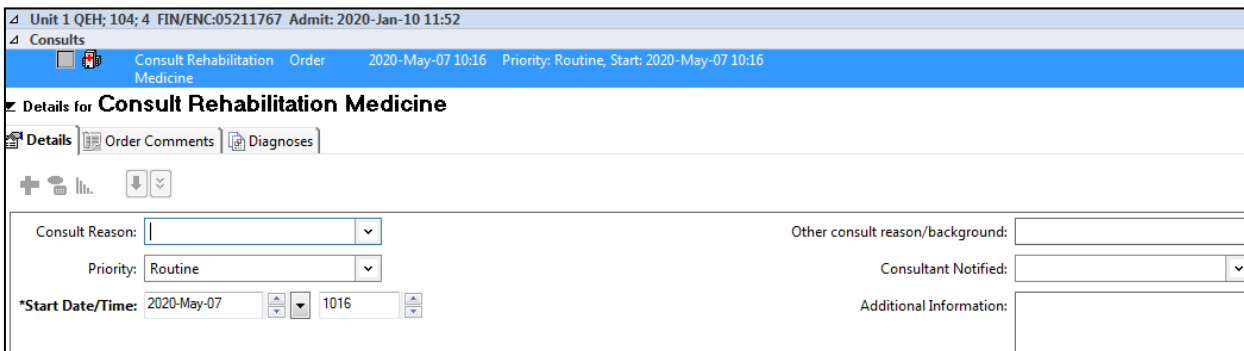 Unit 1 QEH; 104; 4 FIN/ENC:05211767 Admit: 2020-Jan-10 11:52
Consults
Consult Rehabilitation Medicine Order 2020-May-07 10:16 Priority: Routine, Start: 2020-May-07 10:16
Details for Consult Rehabilitation Medicine
Details Order Comments Diagnoses
Consult Reason: Other consult reason/background:
Priority: Routine Consultant Notified:
*Start Date/Time: 2020-May-07 1016 Additional Information: